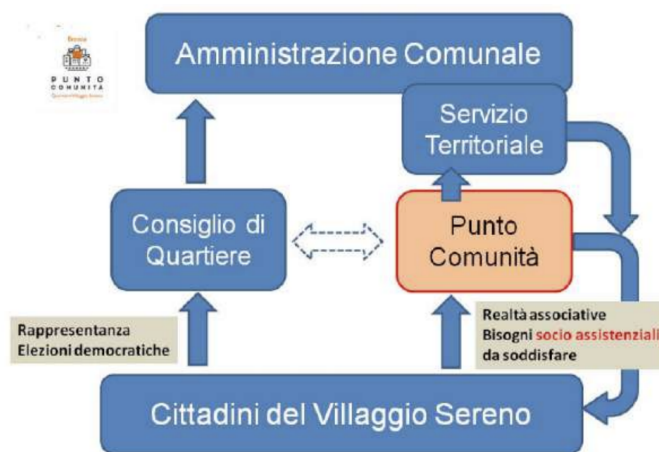 Brescia
PUNTO
COMUNITÀ
Amministrazione Comunale
Servizio
Territoriale
Consiglio di
Quartiere
Punto
Comunità
Rappresentanza
Elezioni democratiche
Realtà associative
Bisogni socio assistenziali
da soddisfare
Cittadini del Villaggio Sereno